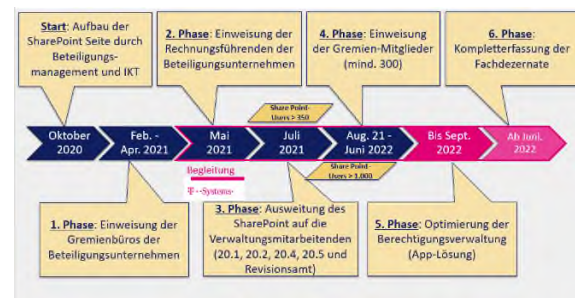 Start: Aufbau der
SharePoint Seite durch
Beteiligungs-
management und IKT
2. Phase: Einweisung der
Rechnungsführenden der
Beteiligungsunternehmen
4. Phase: Einweisung
der Gremien-Mitglieder
(mind. 300)
6. Phase:
Kompletterfassung der
Fachdezernate
Share Point-
Users > 350
Oktober
2020
Feb. -
Apr. 2021
Mai
2021
Juli
2021
Aug. 21 -
Juni 2022
Bis Sept.
2022
Ab Juni.
2022
Begleitung
T··Systems·
Share Point-
Users > 1.000
1. Phase: Einweisung der
Gremienbüros der
Beteiligungsunternehmen
3. Phase: Ausweitung des
SharePoint auf die
Verwaltungsmitarbeitenden
(20.1, 20.2, 20.4, 20.5 und
Revisionsamt)
5. Phase: Optimierung der
Berechtigungsverwaltung
(App-Lösung)